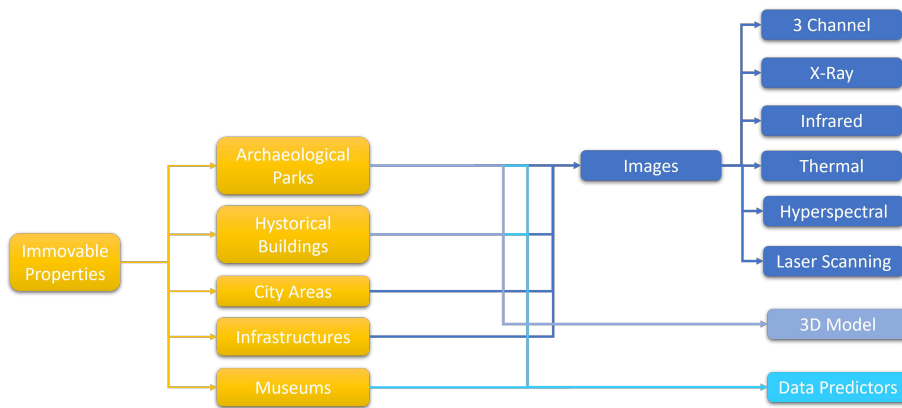 Immovable
Properties
Archaeological
Parks
Hystorical
Buildings
City Areas
Infrastructures
Museums
Images
3 Channel
X-Ray
Infrared
Thermal
Hyperspectral
Laser Scanning
3D Model
Data Predictors